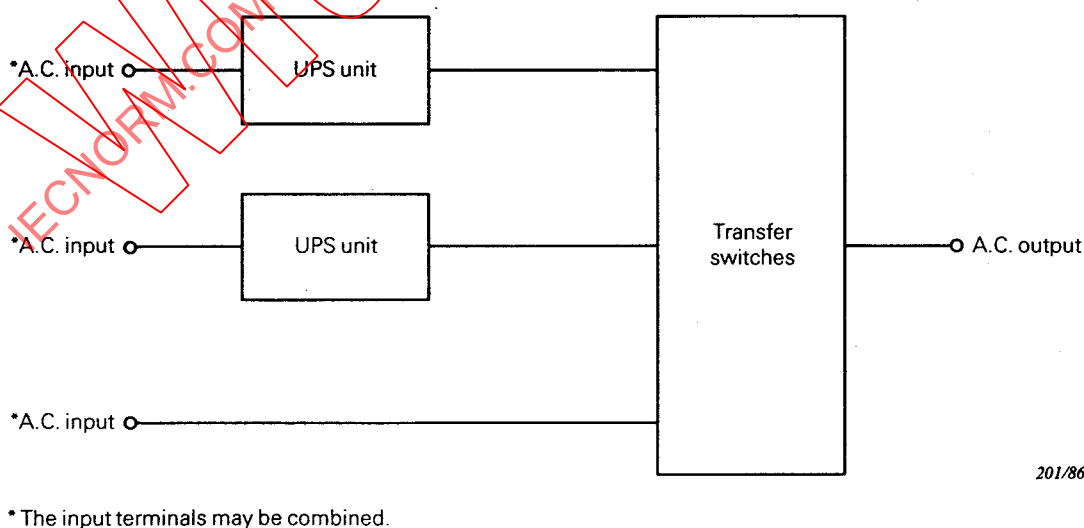 *A.C. input
UPS unit
*A.C. input
UPS unit
Transfer
switches
A.C. output
*A.C. input
201/86
* The input terminals may be combined.
IECNORM.COM